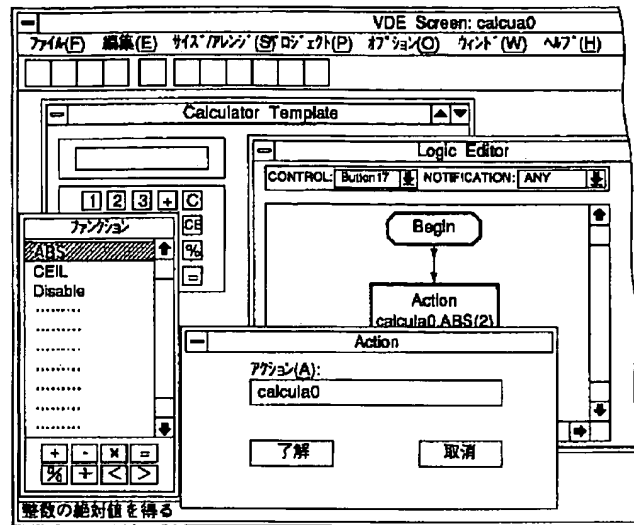 VDE Screen: calcua0
ﾌｧｲﾙ(F) 編集(E) ｻｲｽﾞ/ｱﾚﾝｼﾞ(S) ﾌﾟﾛｼﾞｪｸﾄ(P) ｵﾌﾟｼｮﾝ(O) ｳｨﾝﾄﾞ(W) ﾍﾙﾌﾟ(H)
Calculator Template
1 2 3 + C
CE
%
=
Logic Editor
CONTROL: Button17 NOTIFICATION: ANY
Begin
Action
calcula0.ABS(2)
ﾌｧﾝｸｼｮﾝ
ABS
CEIL
Disable
.........
.........
.........
.........
.........
.........
.........
+ - × =
% ÷ < >
Action
ｱｸｼｮﾝ(A):
calcula0
了解 取消
整数の絶対値を得る